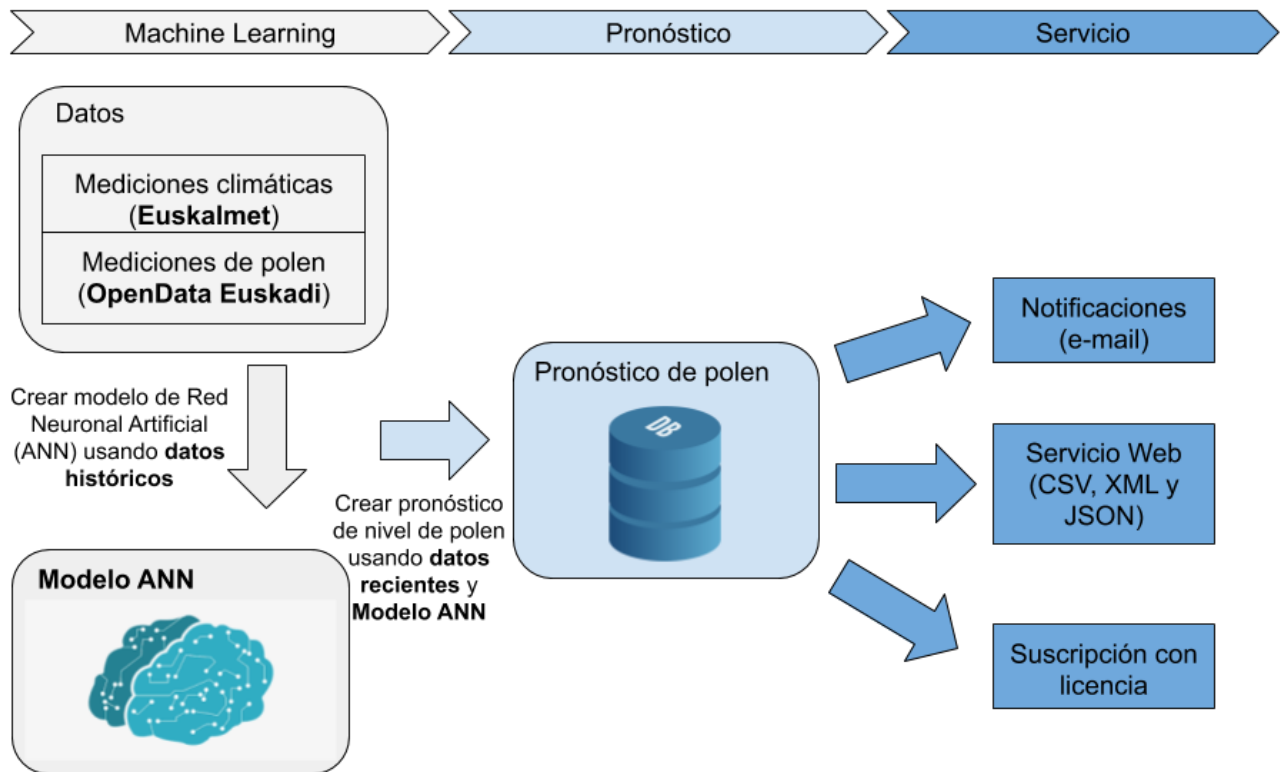 Machine Learning
Pronóstico
Servicio
Datos
Mediciones climáticas
(Euskalmet)
Mediciones de polen
(OpenData Euskadi)
Crear modelo de Red
Neuronal Artificial
(ANN) usando datos
históricos
Modelo ANN
Crear pronóstico
de nivel de polen
usando datos
recientes y
Modelo ANN
Pronóstico de polen
DB
Notificaciones
(e-mail)
Servicio Web
(CSV, XML y
JSON)
Suscripción con
licencia